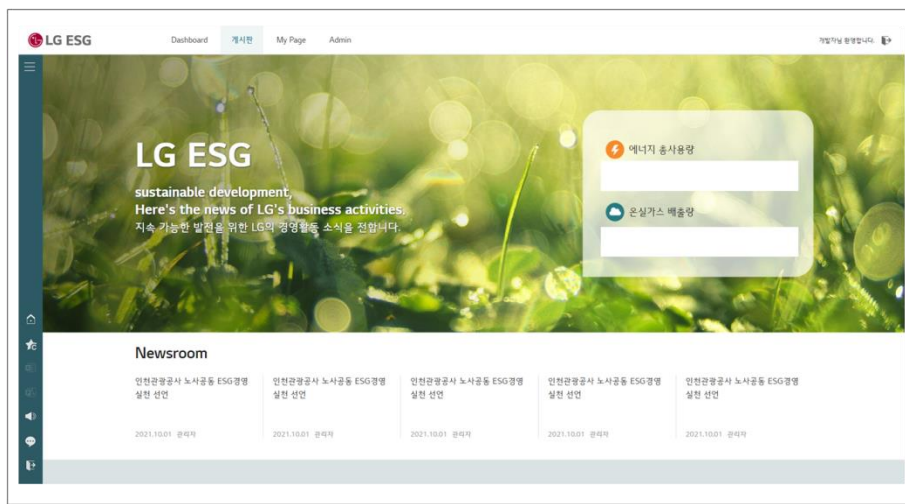 LG ESG
Dashboard 게시판 My Page Admin
개발자님 환영합니다.
LG ESG
sustainable development,
Here's the news of LG's business activities.
지속 가능한 발전을 위한 LG의 경영활동 소식을 전합니다.
에너지 총사용량
온실가스 배출량
Newsroom
인천관광공사 노사공동 ESG경영
실천 선언
2021.10.01 관리자
인천관광공사 노사공동 ESG경영
실천 선언
2021.10.01 관리자
인천관광공사 노사공동 ESG경영
실천 선언
2021.10.01 관리자
인천관광공사 노사공동 ESG경영
실천 선언
2021.10.01 관리자
인천관광공사 노사공동 ESG경영
실천 선언
2021.10.01 관리자